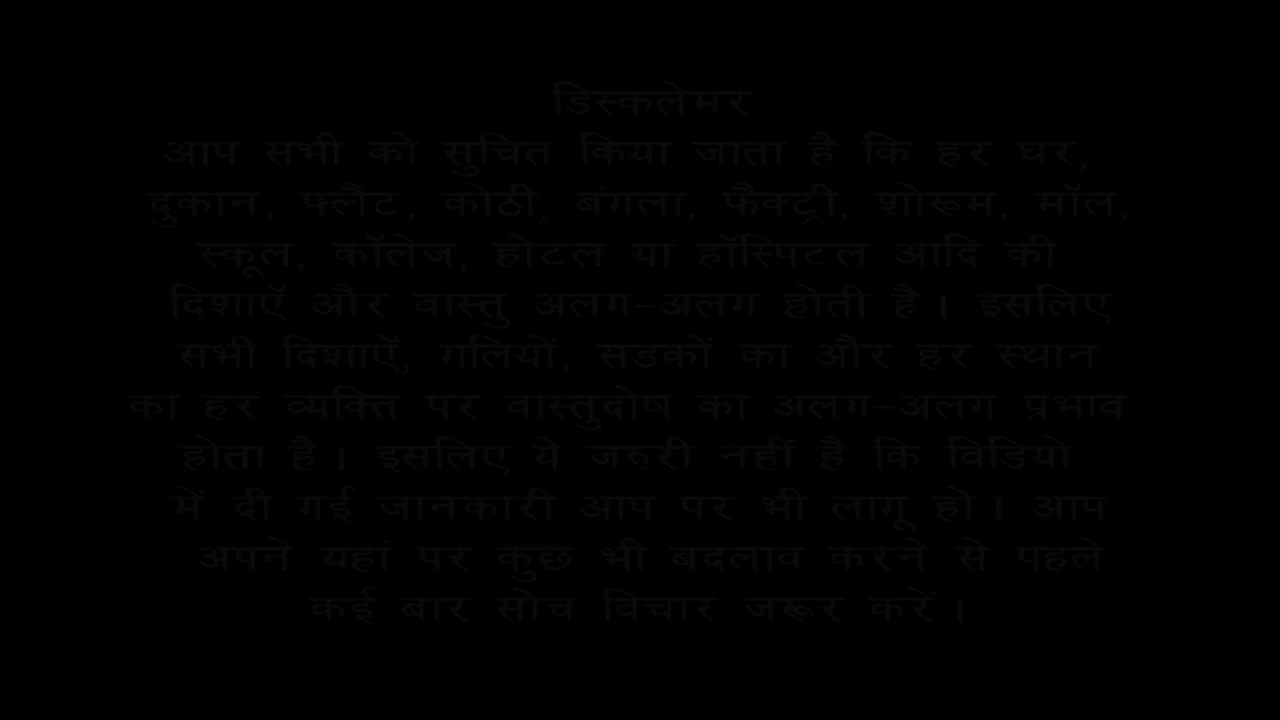 डिस्कलेमर
आप सभी को सुचित किया जाता है कि हर घर,
दुकान, फ्लैट, कोठी, बंगला, फैक्ट्री, शोरूम, मॉल,
स्कूल, कॉलेज, होटल या हॉस्पिटल आदि की
दिशाएॅ और वास्तु अलग-अलग होती है। इसलिए
सभी दिशाएॅ, गलियों, सडकों का और हर स्थान
का हर व्यक्ति पर वास्तुदोष का अलग-अलग प्रभाव
होता है। इसलिए ये जरुरी नहीं है कि विडियो
में दी गई जानकारी आप पर भी लागू हो। आप
अपने यहां पर कुछ भी बदलाव करने से पहले
कई बार सोच विचार जरूर करें।